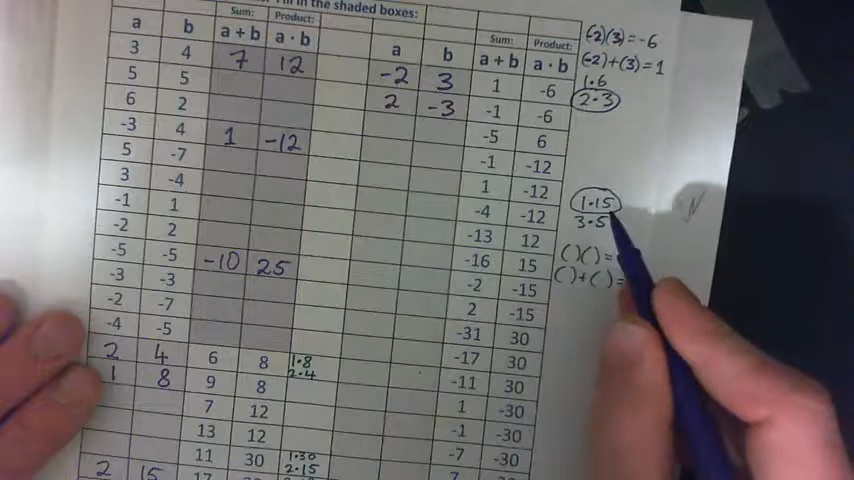 Fill in the shaded boxes:
a b Sum: a + b Product: a · b
3 4 7 12
5 5
6 2
-3 4 1 -12
5 -7
3 -4
-1 1
-2 2
-5 -5 -10 25
-3 -3
-2 -7
-4 -5
2 4 6 8 1·8
2·4
1 8 9 8
7 12
13 12
11 30 1·30
2 15 2·15
a b Sum: a + b Product: a · b
-2 3 1 -6
2 -3 -1 -6
-5 6
-1 -12
1 -12
-4 -12
-13 12
-16 15
-2 -15
2 -15
-31 30
-17 30
-11 30
1 -30
-1 -30
-7 -30
7
(-2)(3) = -6
(-2)+(3) = 1
1·6
2·3
1·15
3·5
( )( ) =
( )+( ) =